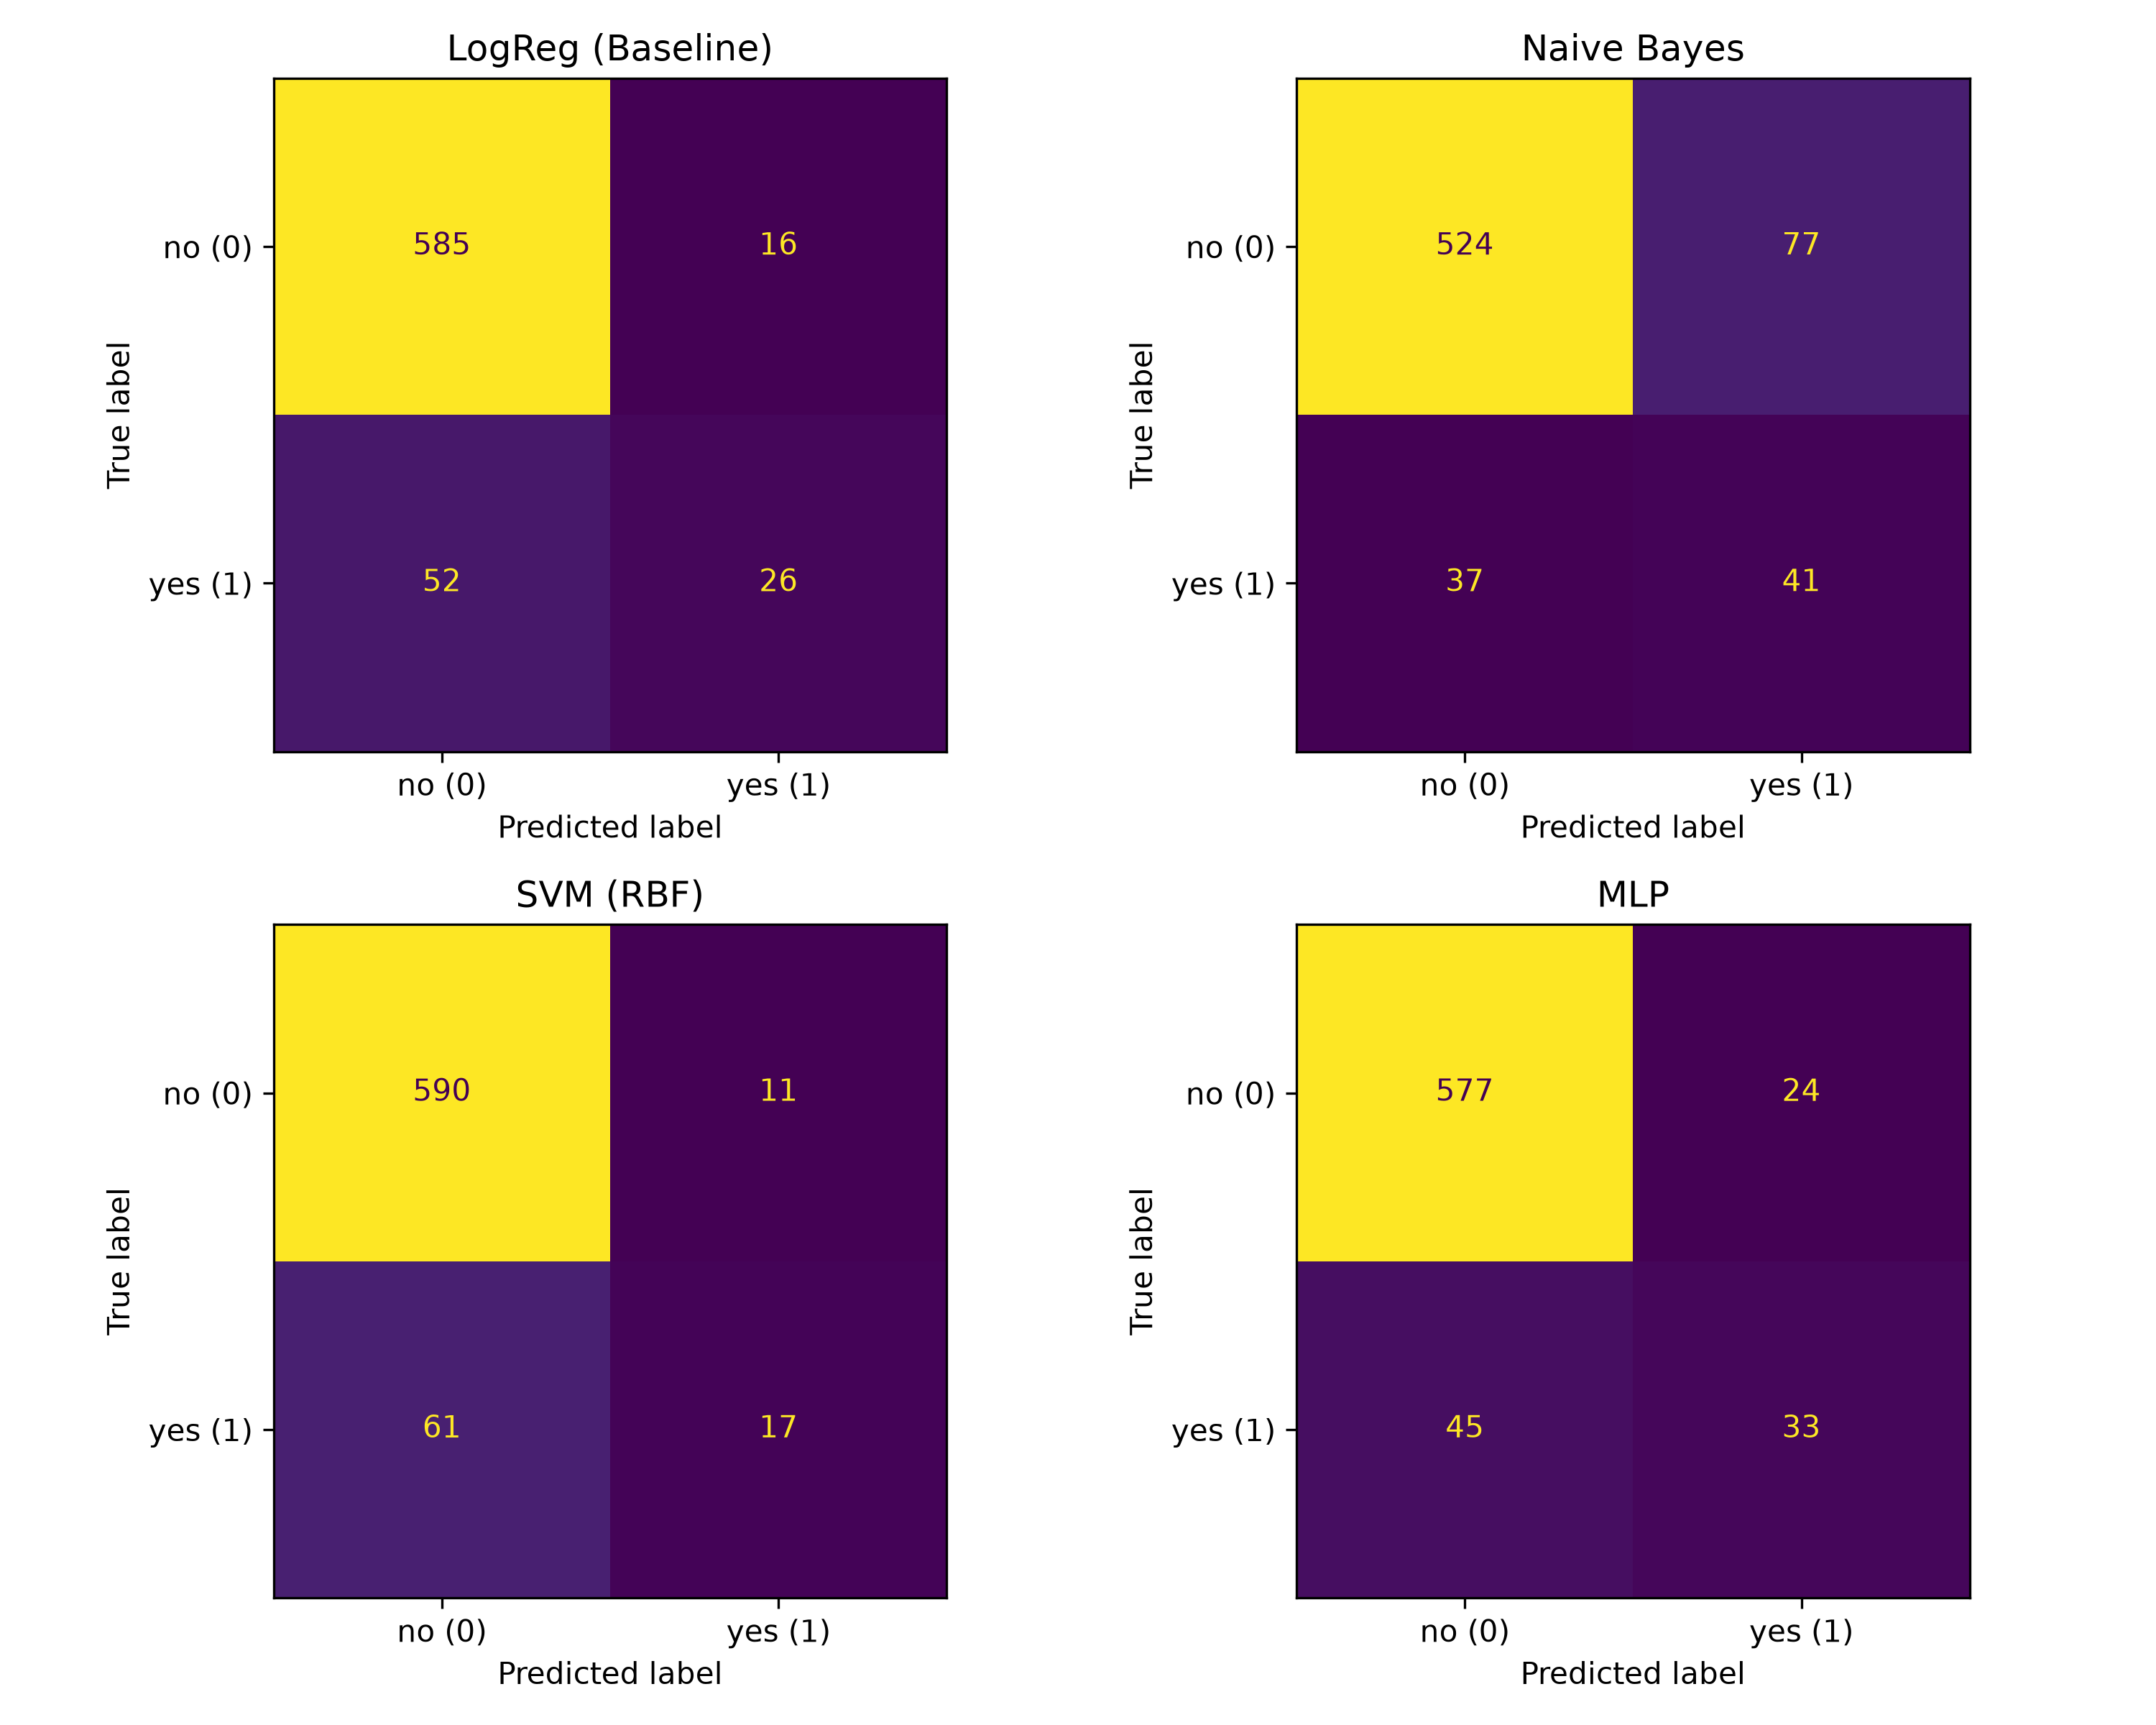 LogReg (Baseline)
True label
no (0)
585
16
yes (1)
52
26
no (0)
yes (1)
Predicted label
Naive Bayes
True label
no (0)
524
77
yes (1)
37
41
no (0)
yes (1)
Predicted label
SVM (RBF)
True label
no (0)
590
11
yes (1)
61
17
no (0)
yes (1)
Predicted label
MLP
True label
no (0)
577
24
yes (1)
45
33
no (0)
yes (1)
Predicted label